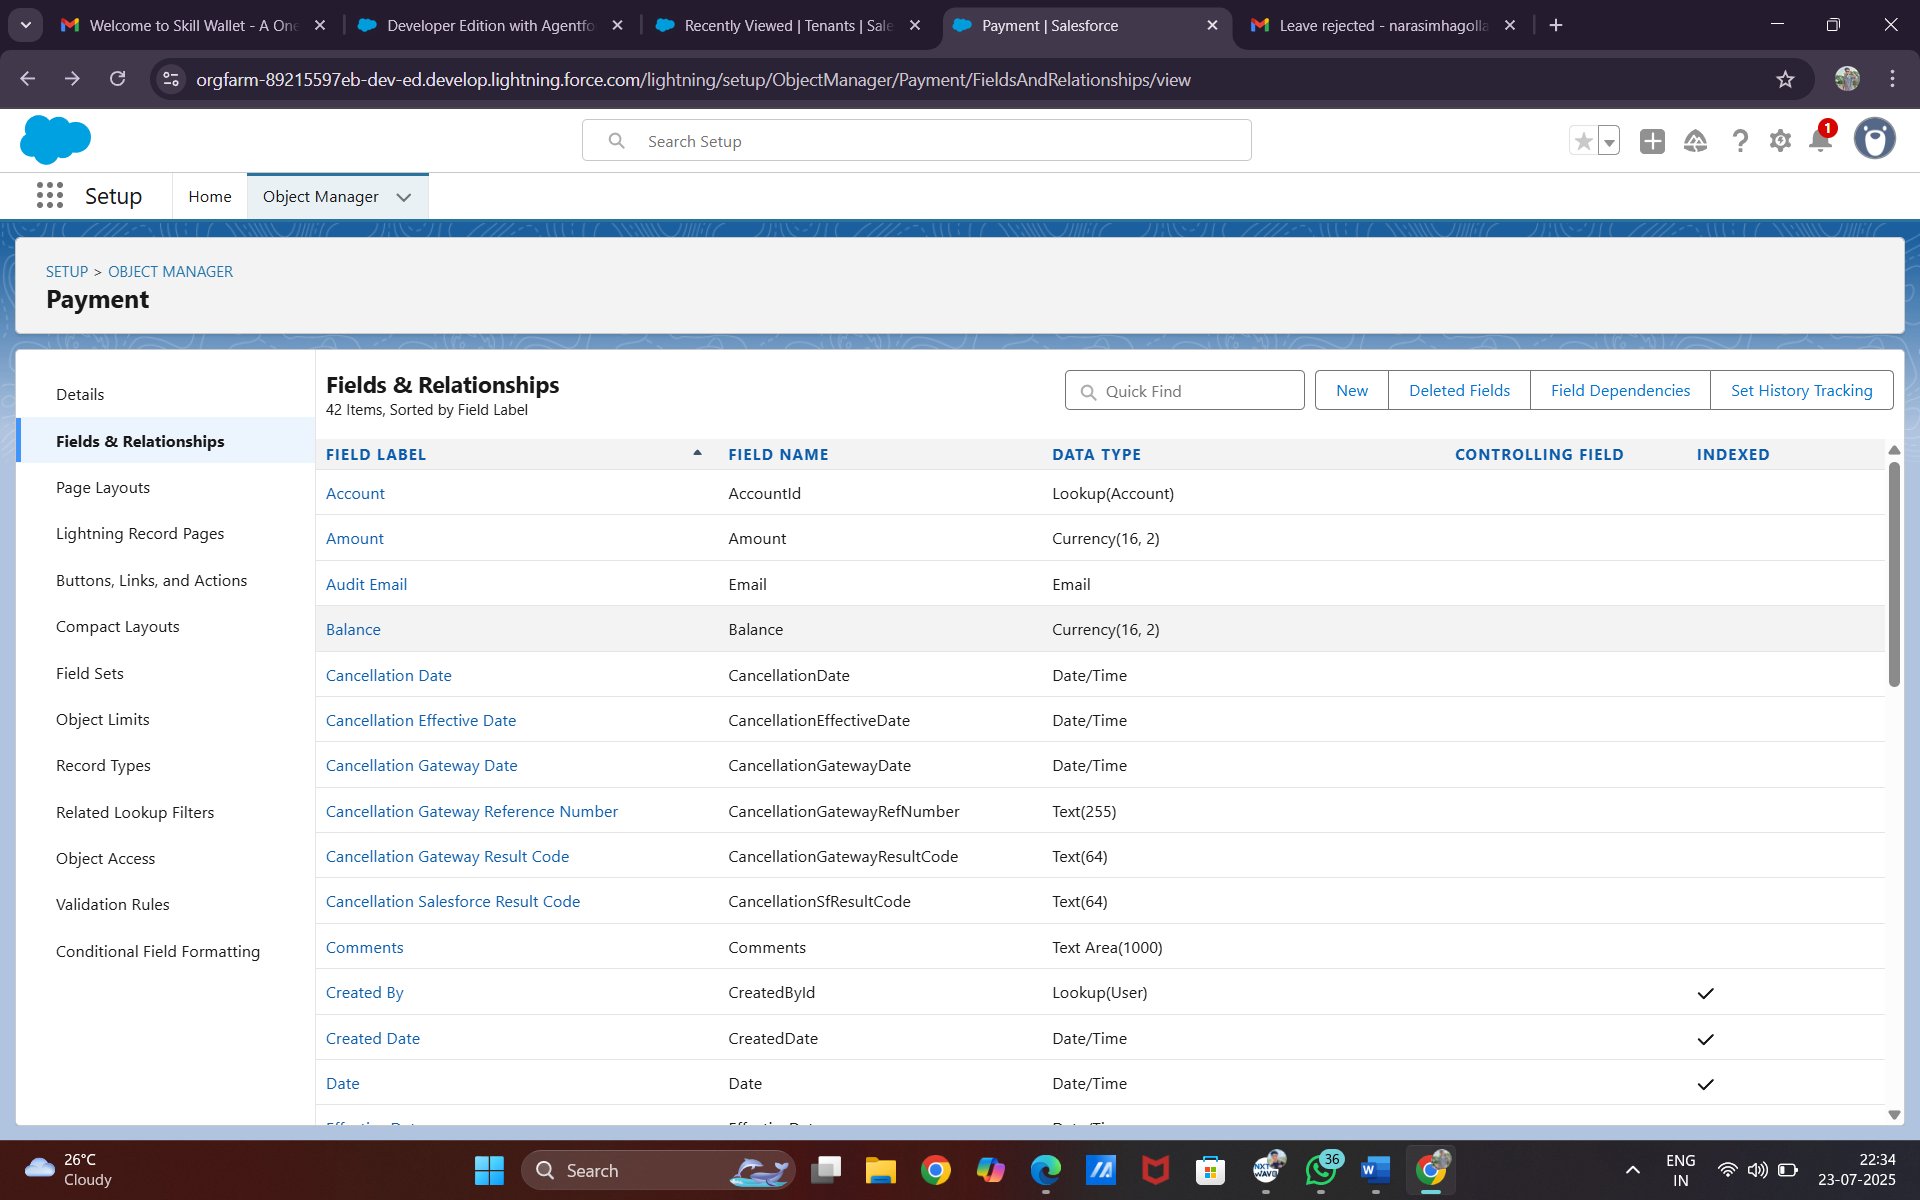 Welcome to Skill Wallet - A One
Developer Edition with Agentfo
Recently Viewed | Tenants | Sale
Payment | Salesforce
Leave rejected - narasimhagolla
orgfarm-89215597eb-dev-ed.develop.lightning.force.com/lightning/setup/ObjectManager/Payment/FieldsAndRelationships/view
Search Setup
1
Setup
Home
Object Manager
SETUP > OBJECT MANAGER
Payment
Details
Fields & Relationships
Page Layouts
Lightning Record Pages
Buttons, Links, and Actions
Compact Layouts
Field Sets
Object Limits
Record Types
Related Lookup Filters
Object Access
Validation Rules
Conditional Field Formatting
Fields & Relationships
42 Items, Sorted by Field Label
Quick Find
New
Deleted Fields
Field Dependencies
Set History Tracking
FIELD LABEL FIELD NAME DATA TYPE CONTROLLING FIELD INDEXED
Account AccountId Lookup(Account)
Amount Amount Currency(16, 2)
Audit Email Email Email
Balance Balance Currency(16, 2)
Cancellation Date CancellationDate Date/Time
Cancellation Effective Date CancellationEffectiveDate Date/Time
Cancellation Gateway Date CancellationGatewayDate Date/Time
Cancellation Gateway Reference Number CancellationGatewayRefNumber Text(255)
Cancellation Gateway Result Code CancellationGatewayResultCode Text(64)
Cancellation Salesforce Result Code CancellationSfResultCode Text(64)
Comments Comments Text Area(1000)
Created By CreatedById Lookup(User)
Created Date CreatedDate Date/Time
Date Date Date/Time
26°C
Cloudy
Search
NXT
WAVE
36
ENG
IN
22:34
23-07-2025